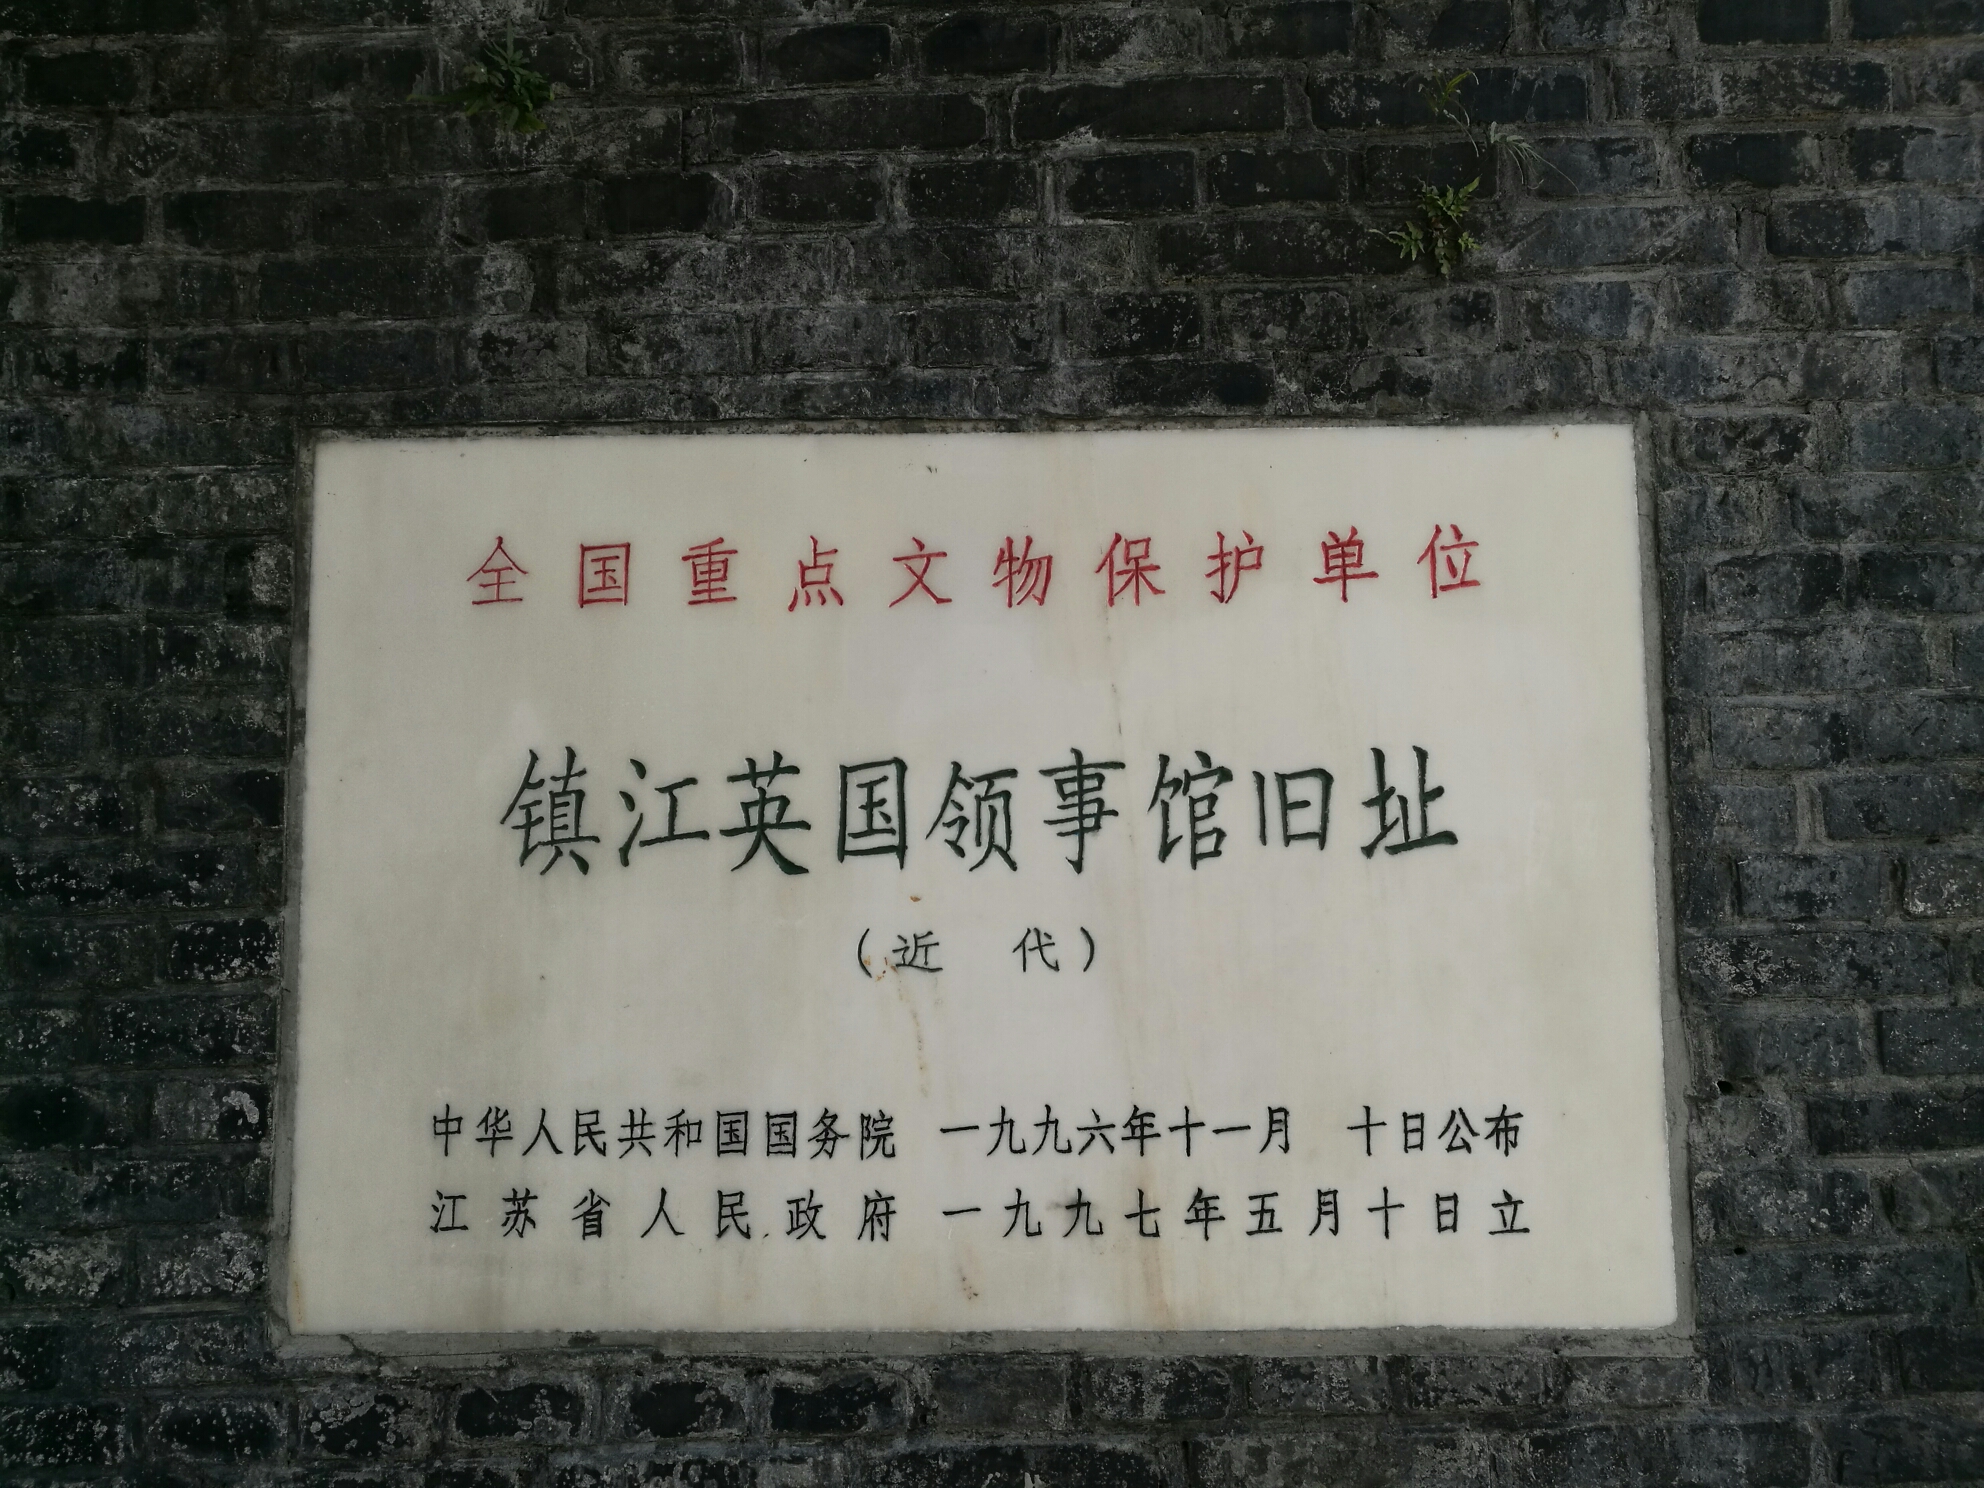 全国重点文物保护单位
镇江英国领事馆旧址
（近 代）
中华人民共和国国务院 一九九六年十一月 十日公布
江苏省人民政府 一九九七年五月十日立